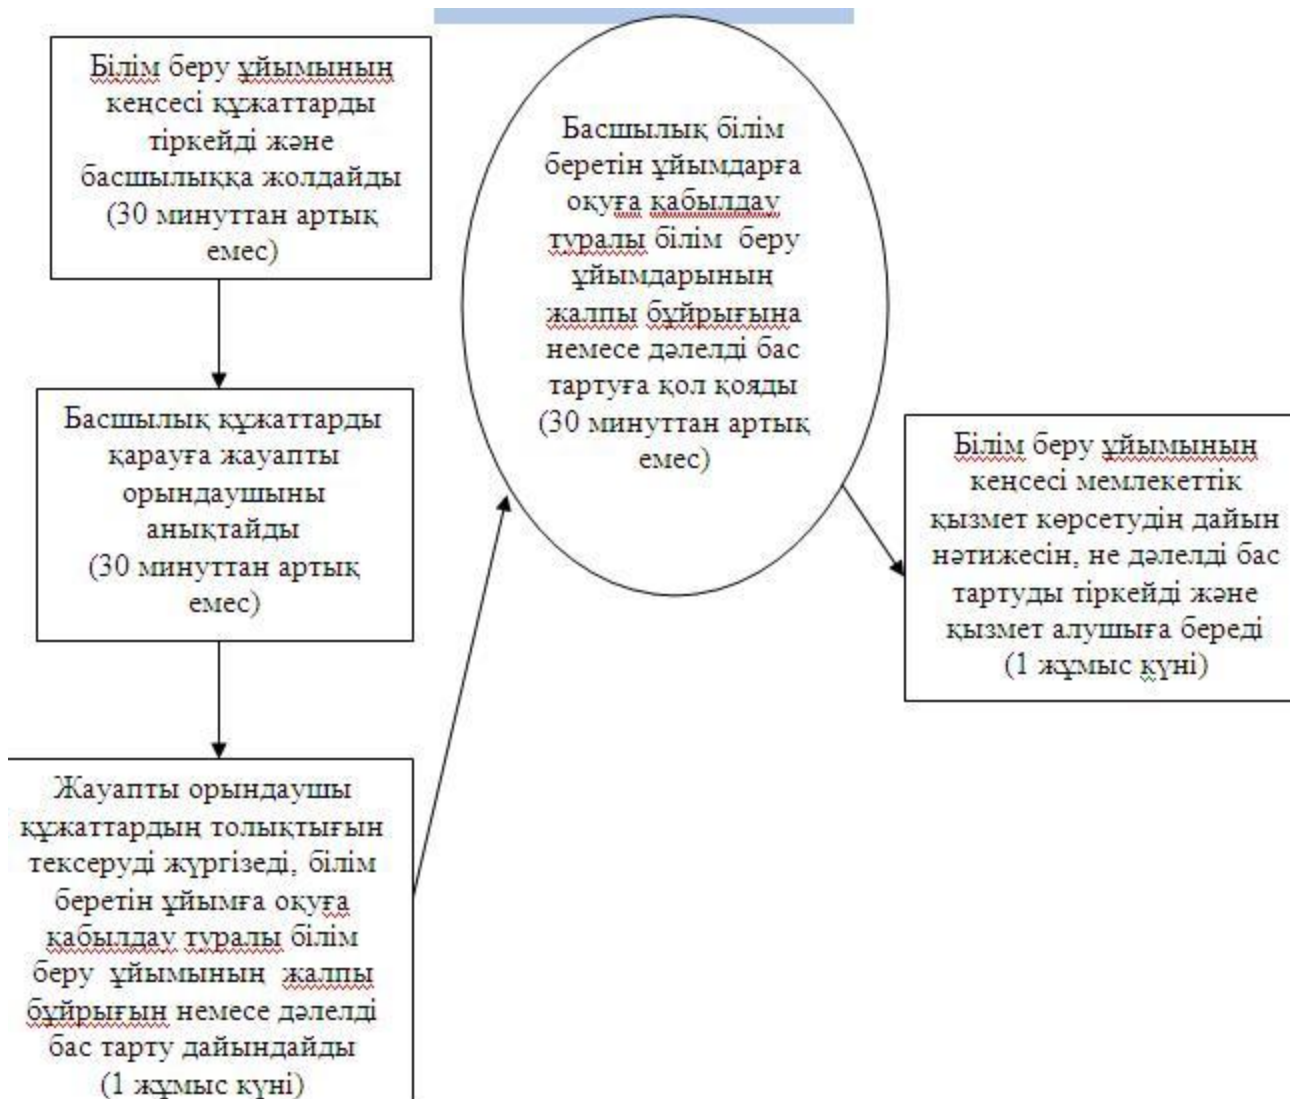 Білім беру ұйымының
кеңсесі құжаттарды
тіркейді және
басшылыққа жолдайды
(30 минуттан артық
емес)
Басшылық құжаттарды
қарауға жауапты
орындаушыны
анықтайды
(30 минуттан артық
емес)
Жауапты орындаушы
құжаттардың толықтығын
тексеруді жүргізеді, білім
беретін ұйымға оқуға
қабылдау туралы білім
беру ұйымының жалпы
бұйрығын немесе дәлелді
бас тарту дайындайды
(1 жұмыс күні)
Басшылық білім
беретін ұйымдарға
оқуға қабылдау
туралы білім беру
ұйымдарының
жалпы бұйрығына
немесе дәлелді бас
тартуға қол қояды
(30 минуттан артық
емес)
Білім беру ұйымының
кеңсесі мемлекеттік
қызмет көрсетудің дайын
нәтижесін, не дәлелді бас
тартуды тіркейді және
қызмет алушыға береді
(1 жұмыс күні)